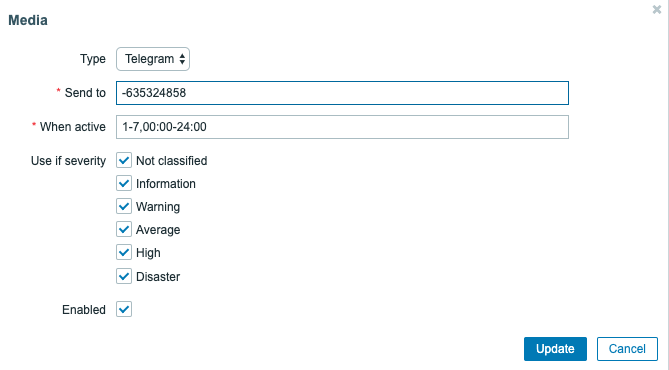 Media
Type Telegram
* Send to -635324858
* When active 1-7,00:00-24:00
Use if severity Not classified
Information
Warning
Average
High
Disaster
Enabled
Update Cancel